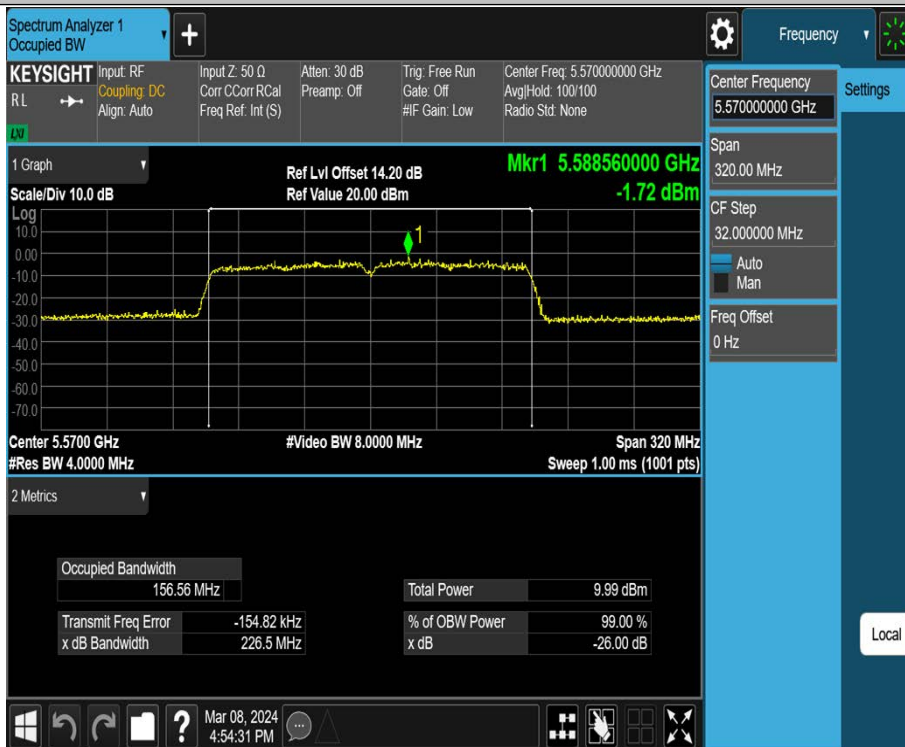 Spectrum Analyzer 1
Occupied BW
Frequency
KEYSIGHT
RL
LXI
Input: RF
Coupling: DC
Align: Auto
Input Z: 50 Ω
Corr CCorr RCal
Freq Ref: Int (S)
Atten: 30 dB
Preamp: Off
Trig: Free Run
Gate: Off
#IF Gain: Low
Center Freq: 5.570000000 GHz
Avg|Hold: 100/100
Radio Std: None
Center Frequency
5.570000000 GHz
Settings
Span
320.00 MHz
CF Step
32.000000 MHz
Auto
Man
Freq Offset
0 Hz
Local
1 Graph
Scale/Div 10.0 dB
Ref Lvl Offset 14.20 dB
Ref Value 20.00 dBm
Mkr1 5.588560000 GHz
-1.72 dBm
Log
10.0
0.00
-10.0
-20.0
-30.0
-40.0
-50.0
-60.0
-70.0
1
Center 5.5700 GHz
#Video BW 8.0000 MHz
Span 320 MHz
#Res BW 4.0000 MHz
Sweep 1.00 ms (1001 pts)
2 Metrics
Occupied Bandwidth
156.56 MHz
Total Power 9.99 dBm
Transmit Freq Error -154.82 kHz
% of OBW Power 99.00 %
x dB Bandwidth 226.5 MHz
x dB -26.00 dB
?
Mar 08, 2024
4:54:31 PM